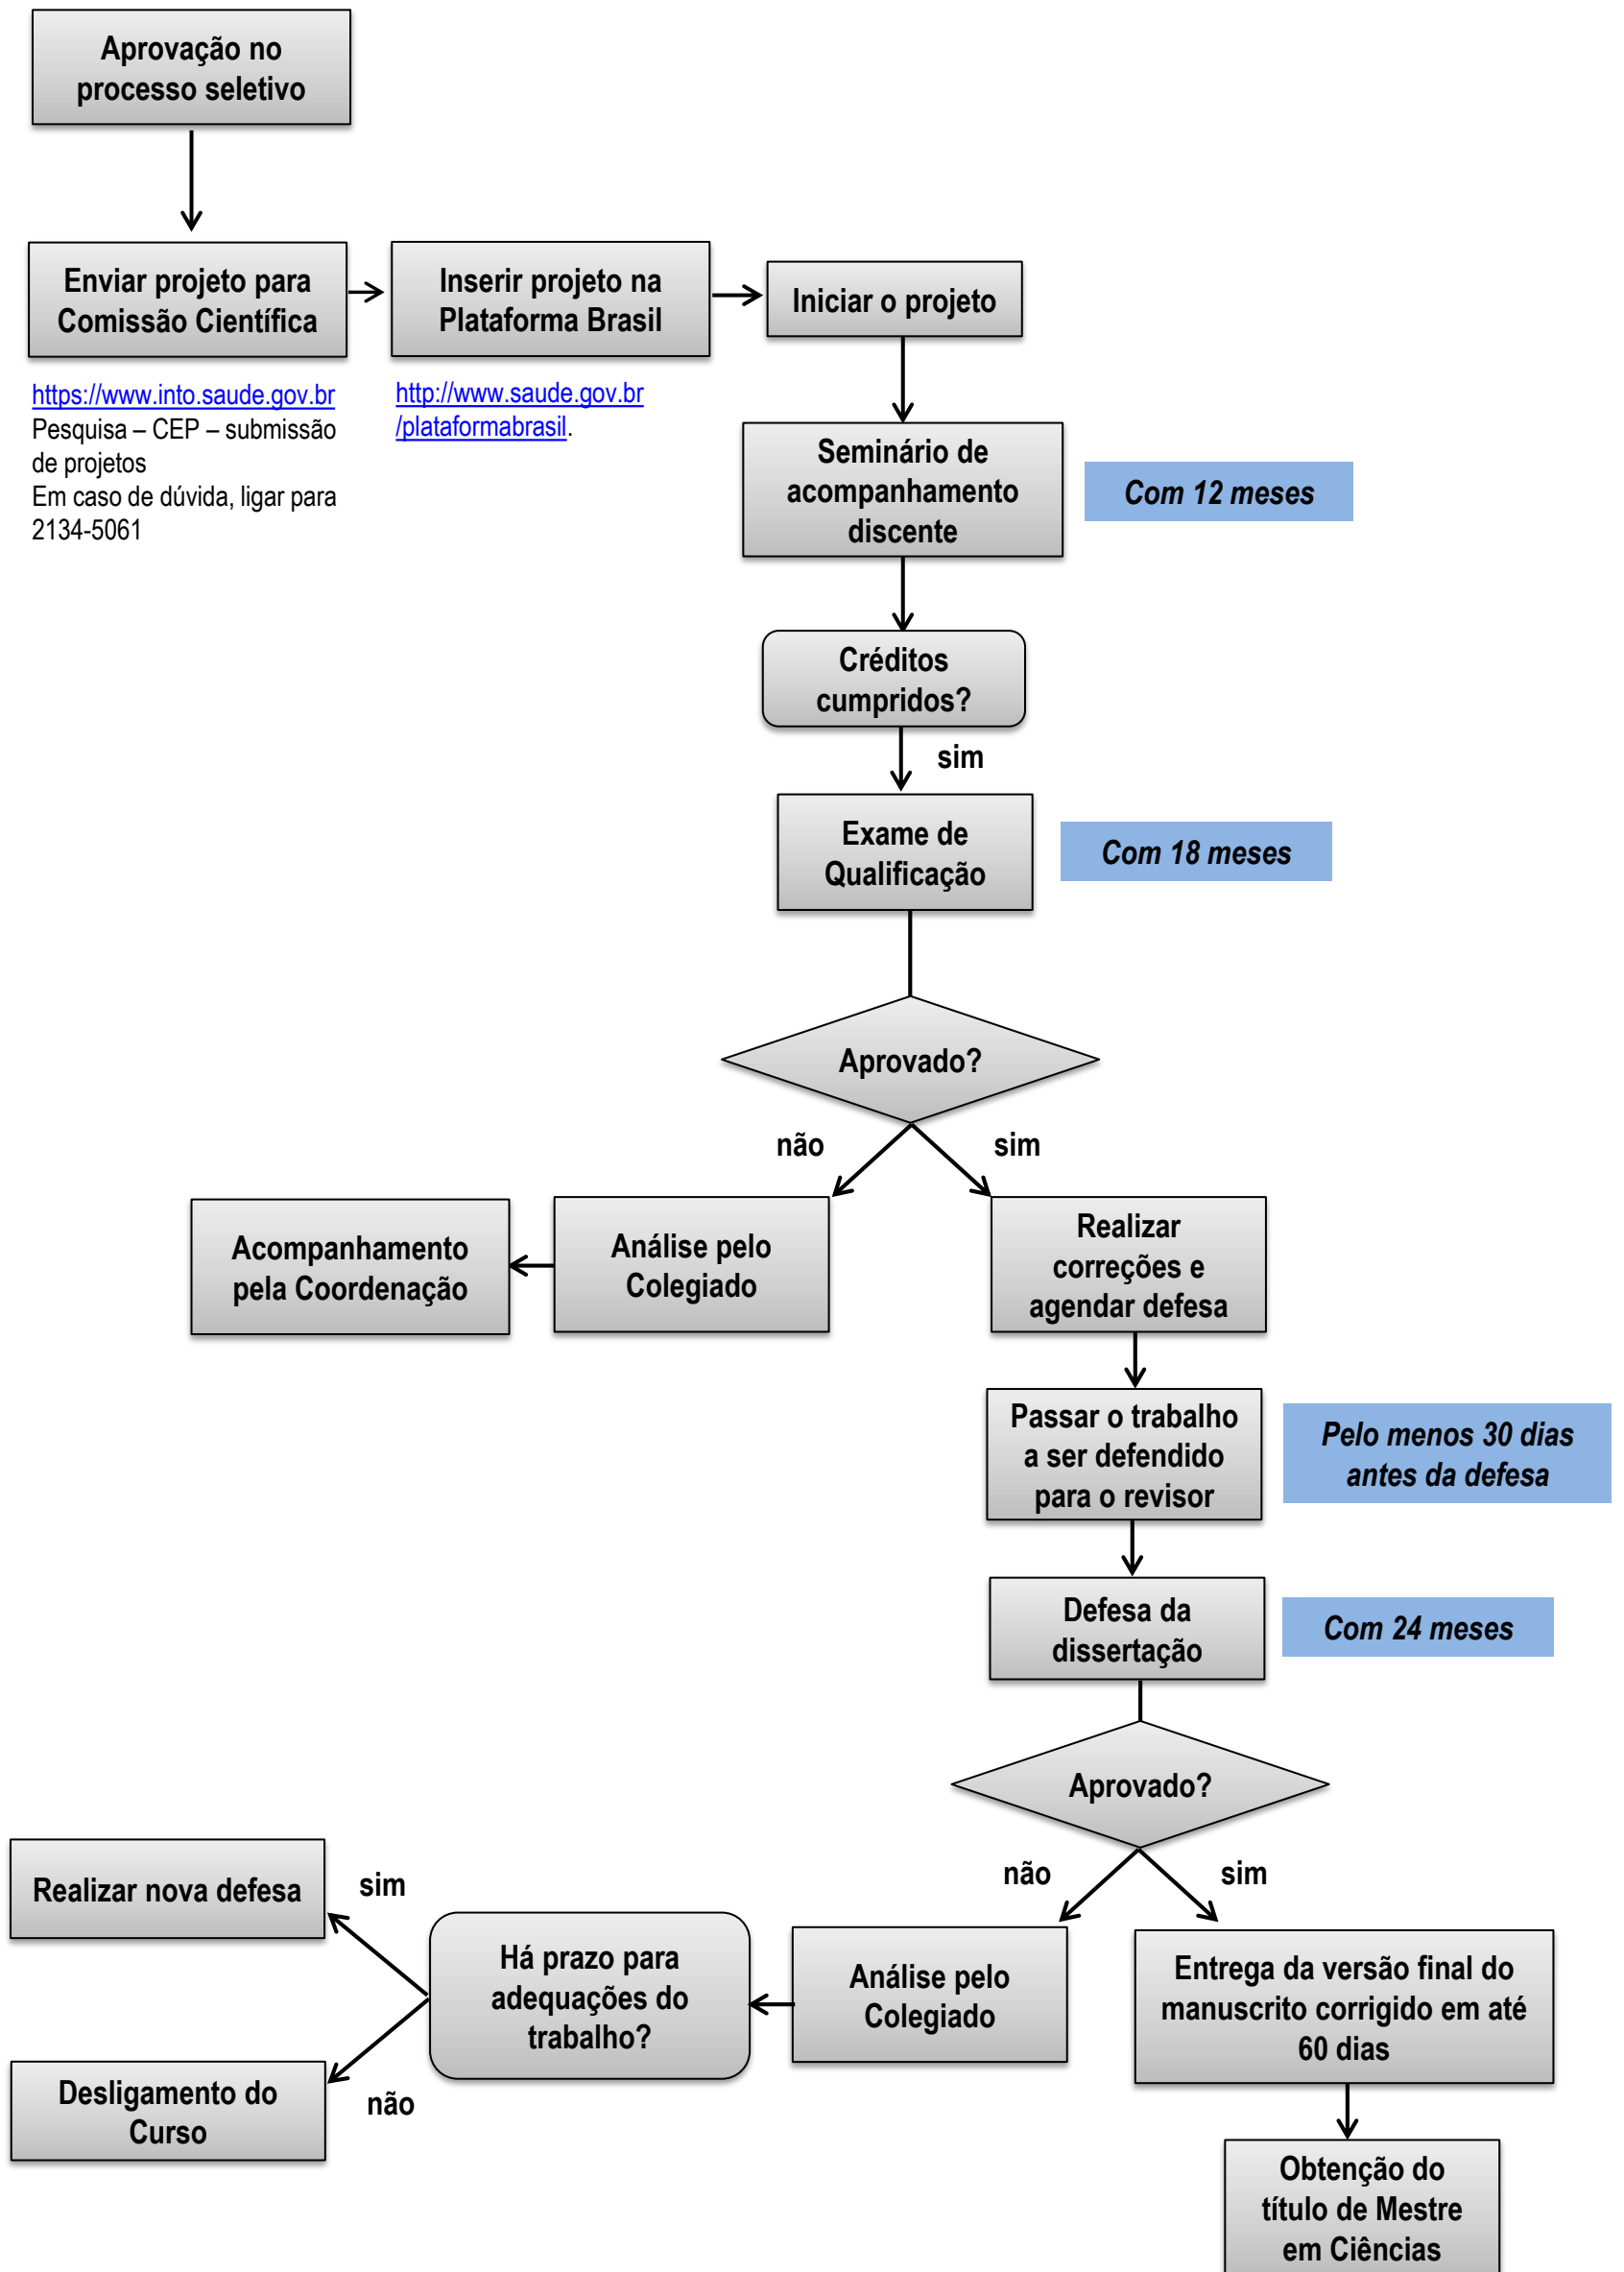 Aprovação no
processo seletivo
Enviar projeto para
Comissão Científica
Inserir projeto na
Plataforma Brasil
Iniciar o projeto
https://www.into.saude.gov.br
Pesquisa – CEP – submissão
de projetos
Em caso de dúvida, ligar para
2134-5061
http://www.saude.gov.br
/plataformabrasil.
Seminário de
acompanhamento
discente
Com 12 meses
Créditos
cumpridos?
sim
Exame de
Qualificação
Com 18 meses
Aprovado?
não
sim
Acompanhamento
pela Coordenação
Análise pelo
Colegiado
Realizar
correções e
agendar defesa
Passar o trabalho
a ser defendido
para o revisor
Pelo menos 30 dias
antes da defesa
Defesa da
dissertação
Com 24 meses
Aprovado?
não
sim
Realizar nova defesa
sim
Há prazo para
adequações do
trabalho?
Análise pelo
Colegiado
Entrega da versão final do
manuscrito corrigido em até
60 dias
Desligamento do
Curso
não
Obtenção do
título de Mestre
em Ciências